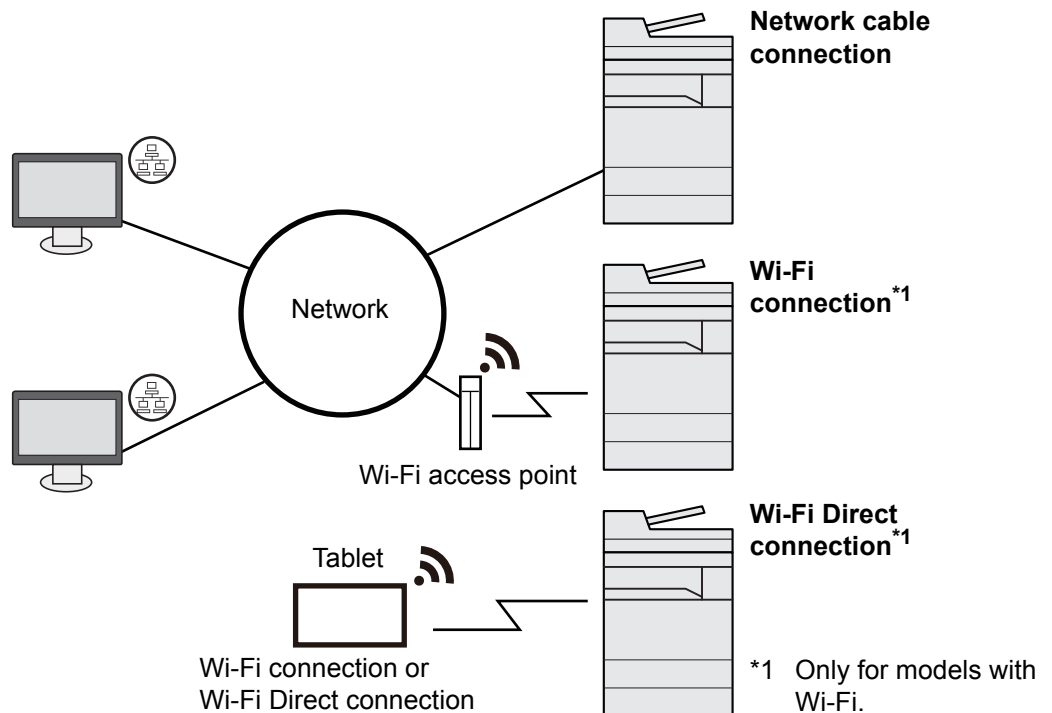 Network cable
connection
Network
Wi-Fi
connection*1
Wi-Fi access point
Wi-Fi Direct
connection*1
Tablet
Wi-Fi connection or
Wi-Fi Direct connection
*1 Only for models with
Wi-Fi.